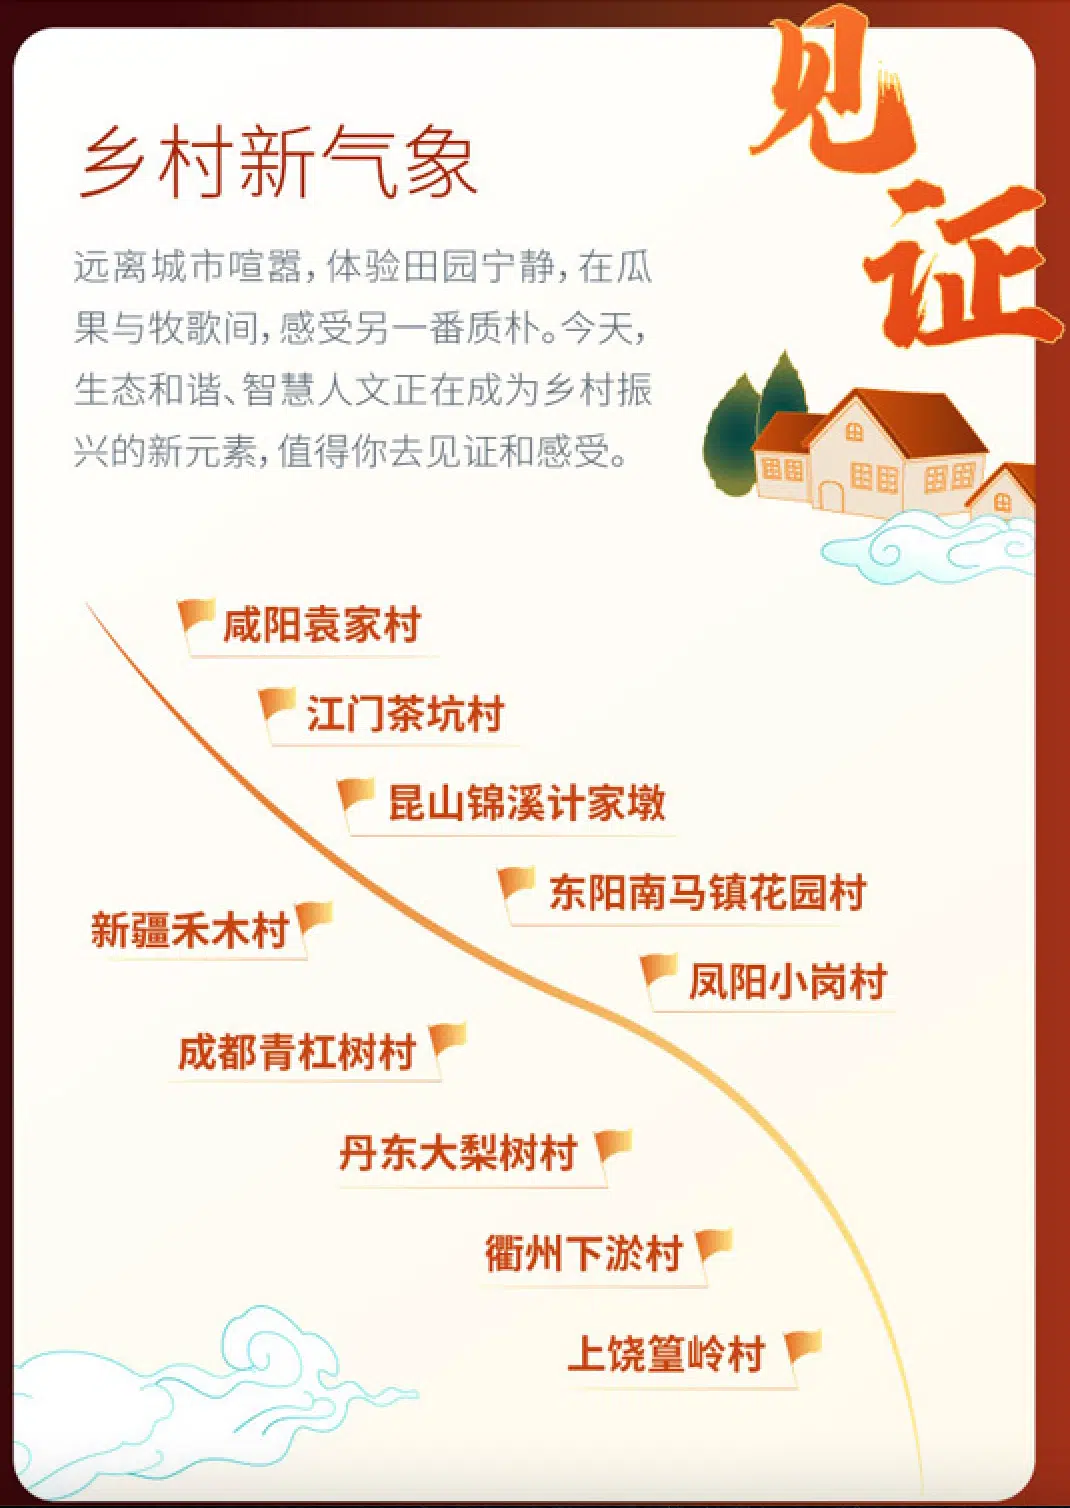 见证
乡村新气象
远离城市喧嚣，体验田园宁静，在瓜
果与牧歌间，感受另一番质朴。今天，
生态和谐、智慧人文正在成为乡村振
兴的新元素，值得你去见证和感受。
咸阳袁家村
江门茶坑村
昆山锦溪计家墩
东阳南马镇花园村
新疆禾木村
凤阳小岗村
成都青杠树村
丹东大梨树村
衢州下淤村
上饶篁岭村